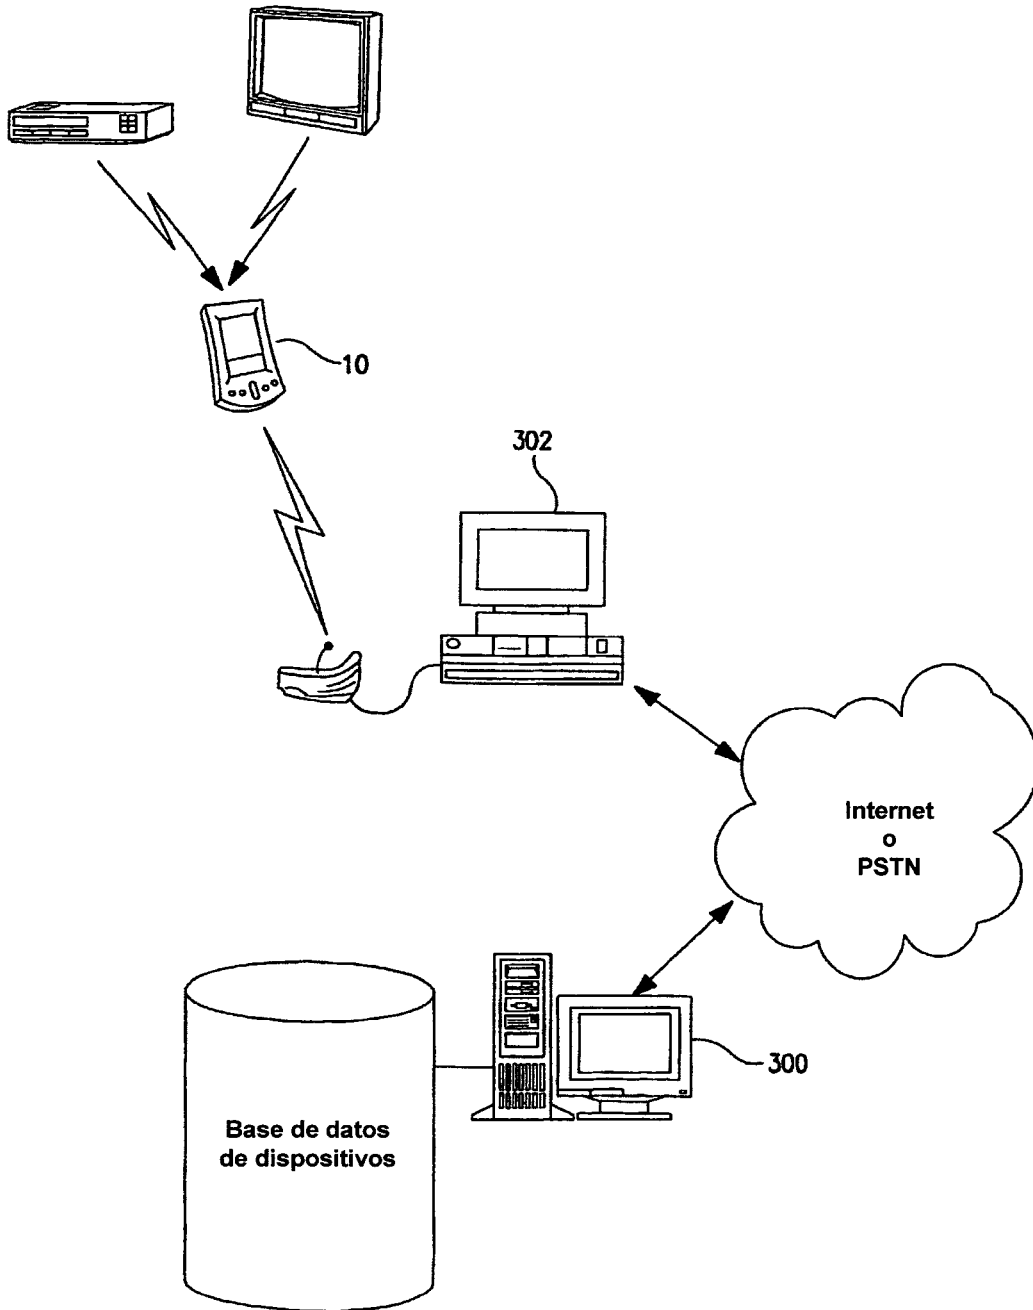 10
302
Internet
o
PSTN
300
Base de datos
de dispositivos